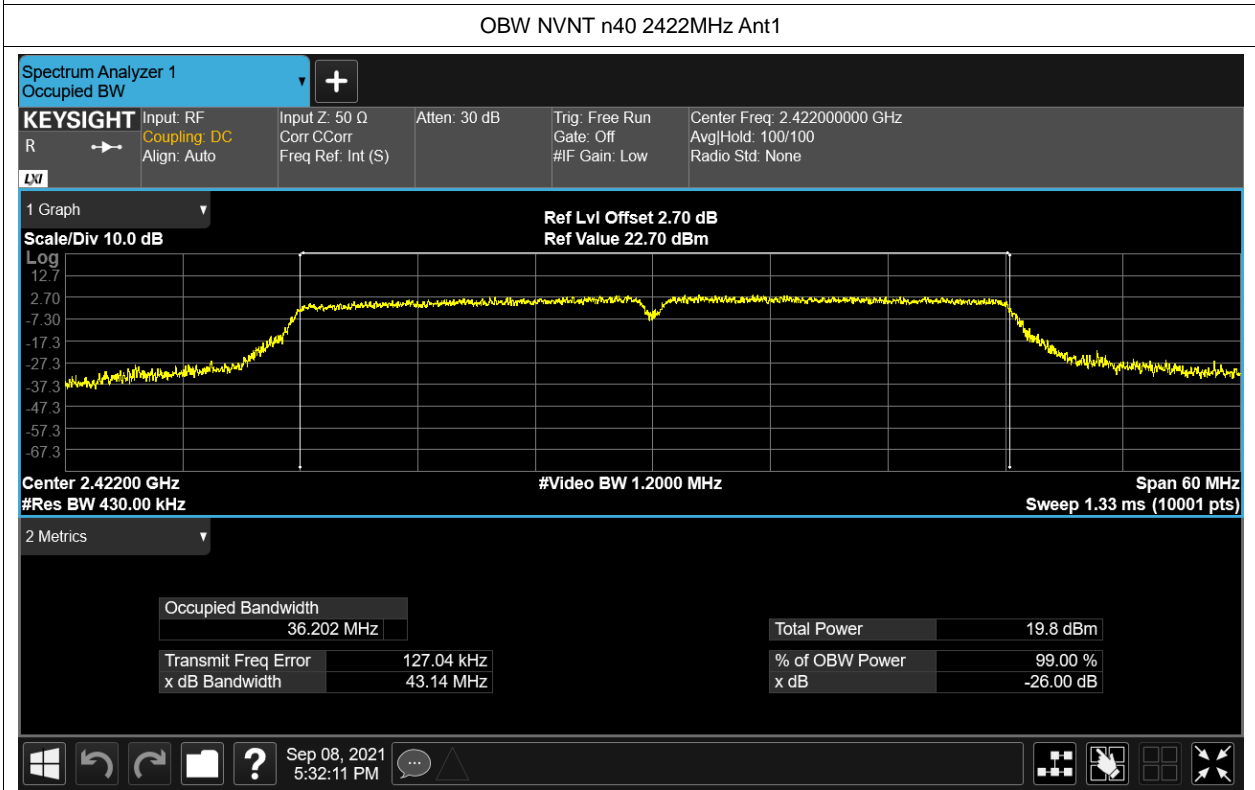 OBW NVNT n40 2422MHz Ant1
Spectrum Analyzer 1
Occupied BW
KEYSIGHT
R
LXI
Input: RF
Coupling: DC
Align: Auto
Input Z: 50 Ω
Corr CCorr
Freq Ref: Int (S)
Atten: 30 dB
Trig: Free Run
Gate: Off
#IF Gain: Low
Center Freq: 2.422000000 GHz
Avg|Hold: 100/100
Radio Std: None
1 Graph
Scale/Div 10.0 dB
Ref Lvl Offset 2.70 dB
Ref Value 22.70 dBm
Log
12.7
2.70
-7.30
-17.3
-27.3
-37.3
-47.3
-57.3
-67.3
Center 2.42200 GHz
#Res BW 430.00 kHz
#Video BW 1.2000 MHz
Span 60 MHz
Sweep 1.33 ms (10001 pts)
2 Metrics
Occupied Bandwidth
36.202 MHz
Transmit Freq Error 127.04 kHz
x dB Bandwidth 43.14 MHz
Total Power 19.8 dBm
% of OBW Power 99.00 %
x dB -26.00 dB
?
Sep 08, 2021
5:32:11 PM